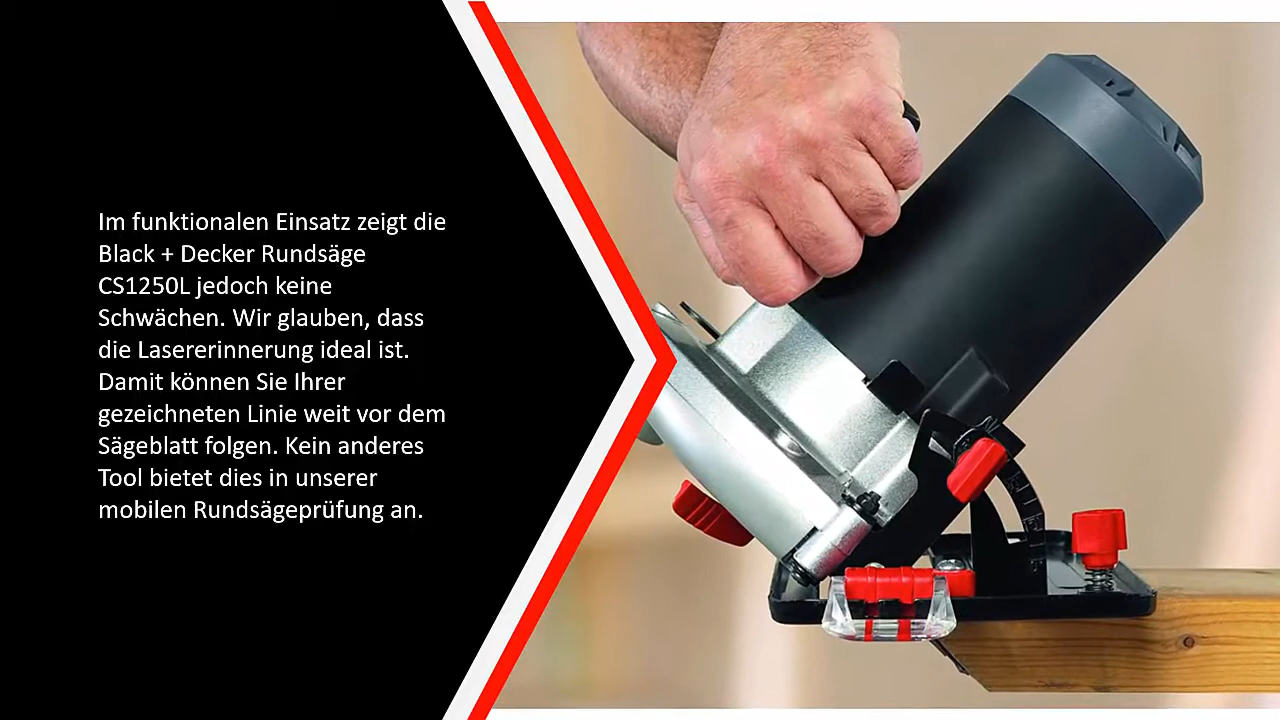 Im funktionalen Einsatz zeigt die
Black + Decker Rundsäge
CS1250L jedoch keine
Schwächen. Wir glauben, dass
die Lasererinnerung ideal ist.
Damit können Sie Ihrer
gezeichneten Linie weit vor dem
Sägeblatt folgen. Kein anderes
Tool bietet dies in unserer
mobilen Rundsägeprüfung an.